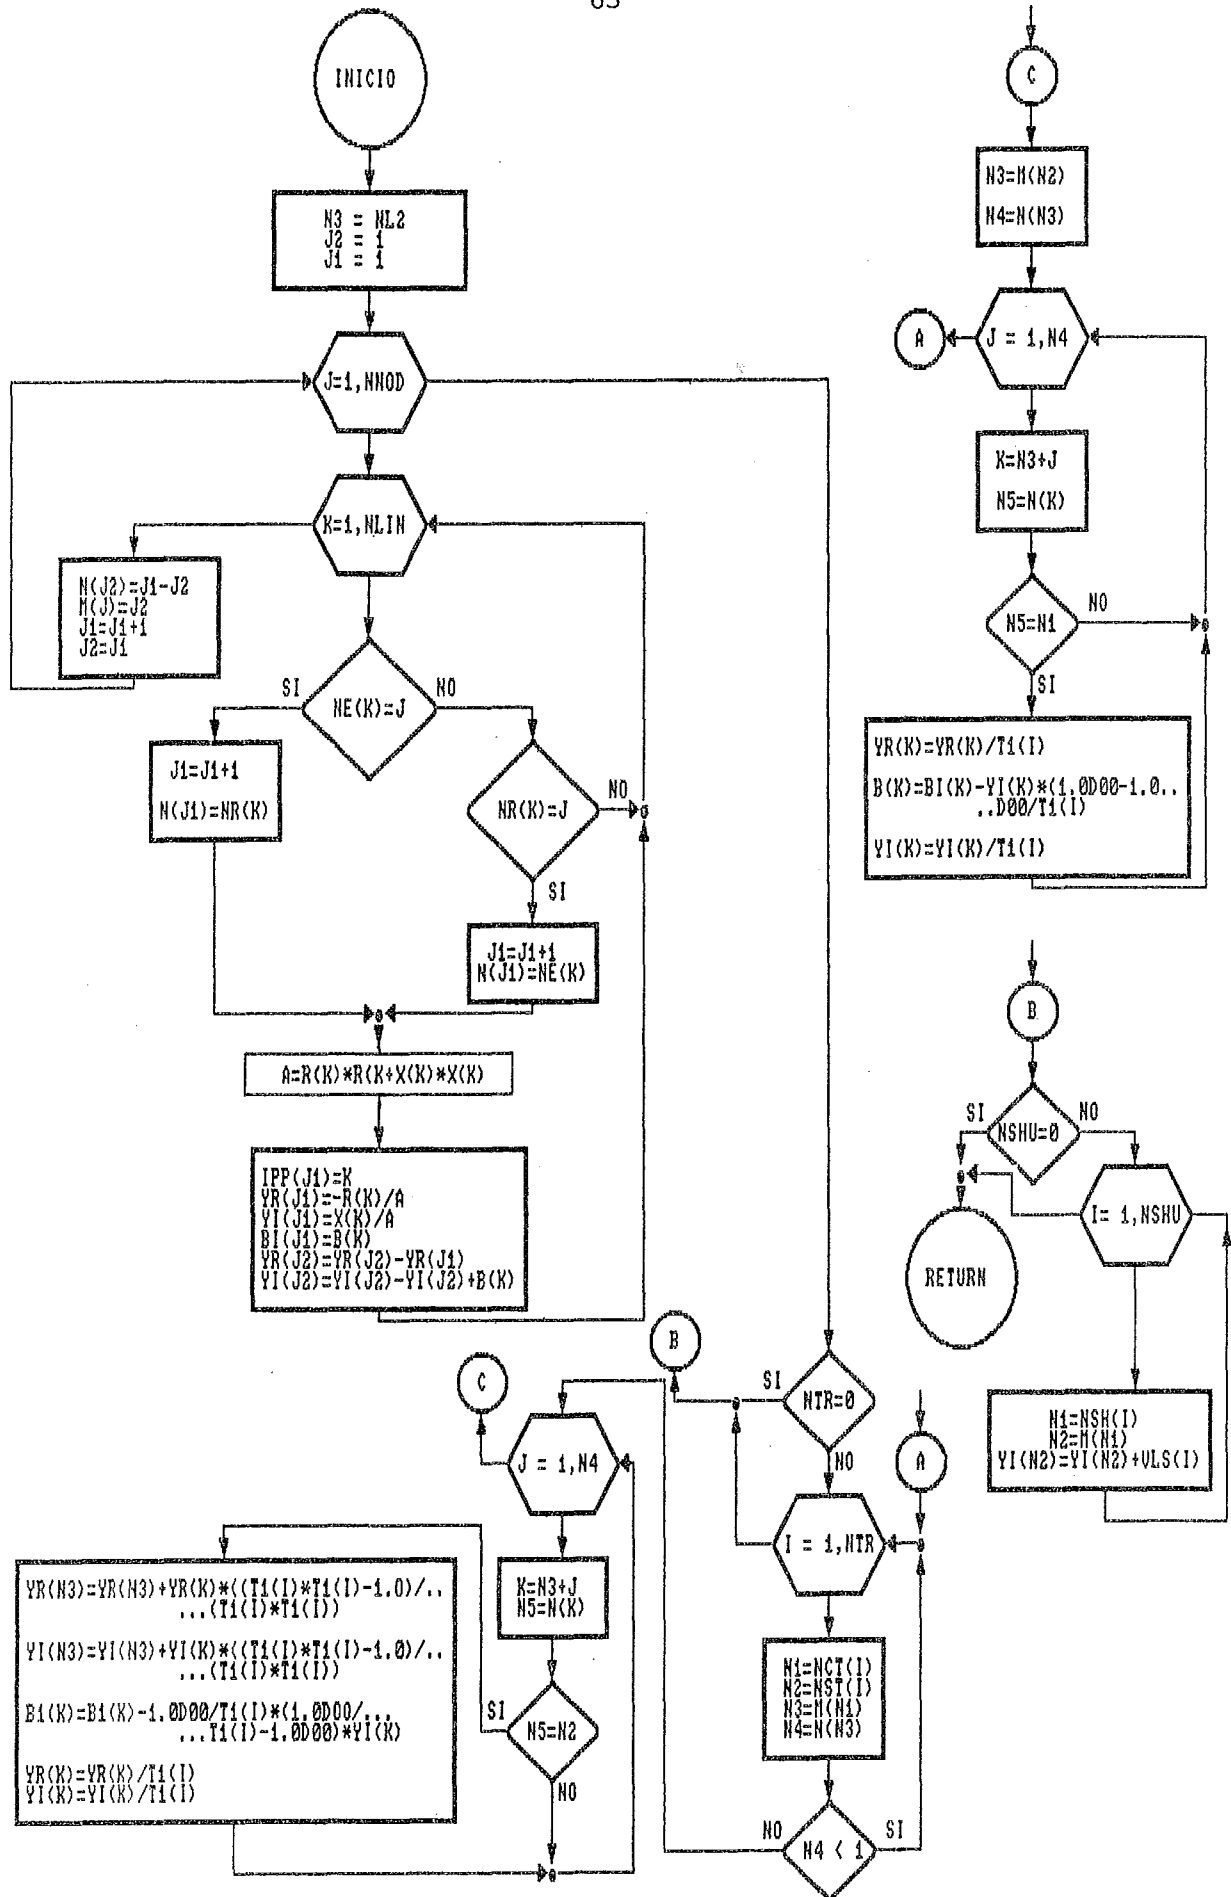 63
INICIO
N3 = NL2
J2 = 1
J1 = 1
J=1,NNOD
K=1,NLIN
N(J2)=J1-J2
M(J)=J2
J1=J1+1
J2=J1
SI
NE(K)=J
NO
J1=J1+1
N(J1)=NR(K)
NR(K)=J
NO
SI
J1=J1+1
N(J1)=NE(K)
A=R(K)*R(K+X(K)*X(K)
IPP(J1)=K
YR(J1)=-R(K)/A
YI(J1)=X(K)/A
BI(J1)=B(K)
YR(J2)=YR(J2)-YR(J1)
YI(J2)=YI(J2)-YI(J2)+B(K)
B
SI
NTR=0
NO
I = 1,NTR
A
N1=NCT(I)
N2=NST(I)
N3=M(N1)
N4=N(N3)
NO
N4 < 1
SI
C
J = 1,N4
K=N3+J
N5=N(K)
SI
N5=N2
NO
YR(N3)=YR(N3)+YR(K)*((T1(I)*T1(I)-1.0)/..
...(T1(I)*T1(I))
YI(N3)=YI(N3)+YI(K)*((T1(I)*T1(I)-1.0)/..
...(T1(I)*T1(I))
B1(K)=B1(K)-1.0D00/T1(I)*(1.0D00/...
...T1(I)-1.0D00)*YI(K)
YR(K)=YR(K)/T1(I)
YI(K)=YI(K)/T1(I)
C
N3=M(N2)
N4=N(N3)
A
J = 1,N4
K=N3+J
N5=N(K)
N5=N1
NO
SI
YR(K)=YR(K)/T1(I)
B(K)=BI(K)-YI(K)*(1.0D00-1.0..
..D00/T1(I)
YI(K)=YI(K)/T1(I)
B
SI
NSHU=0
NO
I= 1,NSHU
RETURN
N1=NSH(I)
N2=M(N1)
YI(N2)=YI(N2)+VLS(I)